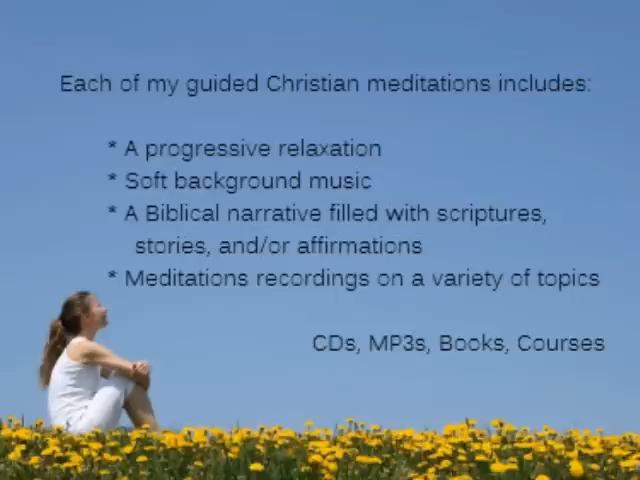 Each of my guided Christian meditations includes:
* A progressive relaxation
* Soft background music
* A Biblical narrative filled with scriptures,
stories, and/or affirmations
* Meditations recordings on a variety of topics
CDs, MP3s, Books, Courses